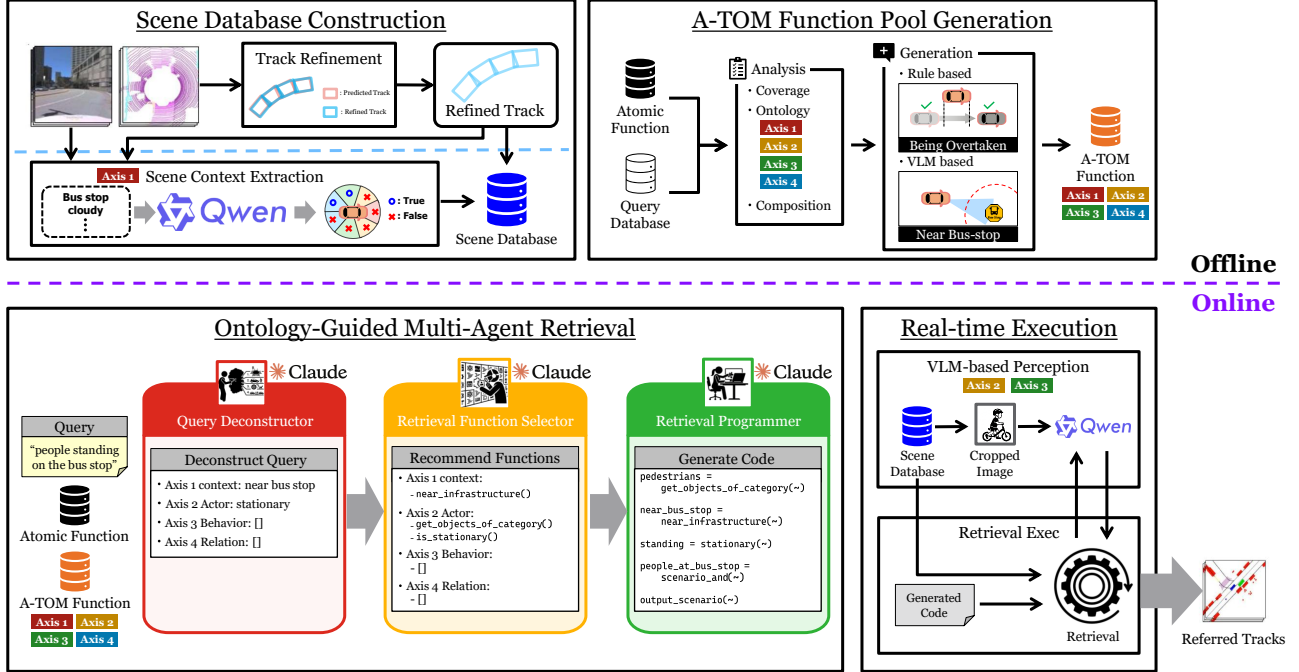 Scene Database Construction
Track Refinement
: Predicted Track
: Refined Track
Refined Track
Axis 1
Scene Context Extraction
Bus stop
cloudy
⋮
Qwen
: True
: False
Scene Database
A-TOM Function Pool Generation
Atomic
Function
Query
Database
Analysis
• Coverage
• Ontology
Axis 1
Axis 2
Axis 3
Axis 4
• Composition
Generation
• Rule based
Being Overtaken
• VLM based
Near Bus-stop
A-TOM
Function
Axis 1
Axis 2
Axis 3
Axis 4
Offline
Online
Ontology-Guided Multi-Agent Retrieval
Query
“people standing
on the bus stop”
Atomic Function
A-TOM Function
Axis 1
Axis 2
Axis 3
Axis 4
Claude
Query Deconstructor
Deconstruct Query
• Axis 1 context: near bus stop
• Axis 2 Actor: stationary
• Axis 3 Behavior: []
• Axis 4 Relation: []
Claude
Retrieval Function Selector
Recommend Functions
• Axis 1 context:
- near_infrastructure()
• Axis 2 Actor:
- get_objects_of_category()
- is_stationary()
• Axis 3 Behavior:
- []
• Axis 4 Relation:
- []
Claude
Retrieval Programmer
Generate Code
pedestrians =
get_objects_of_category(~)
near_bus_stop =
near_infrastructure(~)
standing = stationary(~)
people_at_bus_stop =
scenario_and(~)
output_scenario(~)
Real-time Execution
VLM-based Perception
Axis 2
Axis 3
Scene
Database
Cropped
Image
Qwen
Retrieval Exec
Generated
Code
Retrieval
Referred Tracks